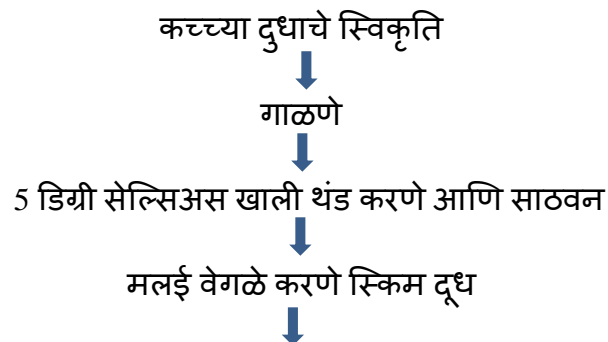 कच्च्या दुधाचे स्विकृति
गाळणे
5 डिग्री सेल्सिअस खाली थंड करणे आणि साठवन
मलई वेगळे करणे स्किम दूध